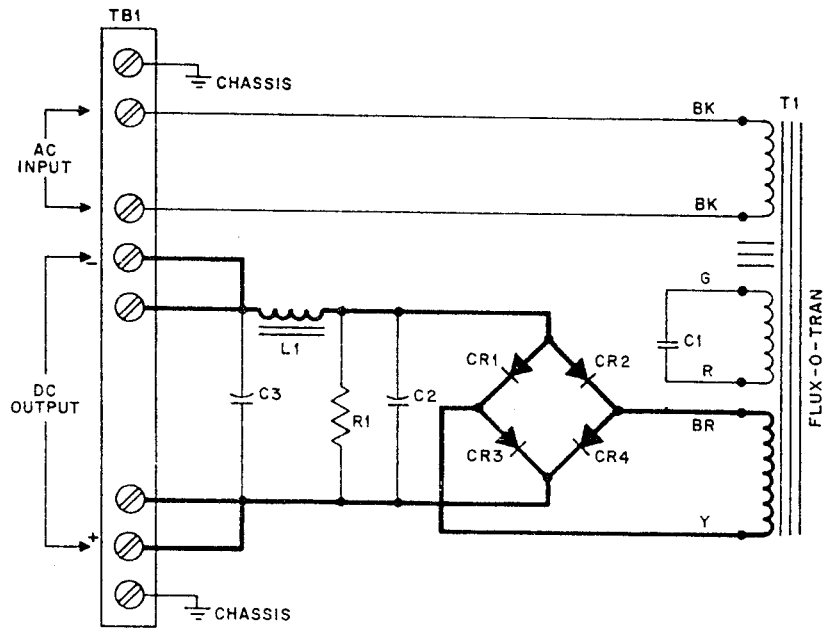 TB1
CHASSIS
T1
BK
AC
INPUT
BK
-
G
C1
R
L1
CR1
CR2
FLUX-O-TRAN
DC
OUTPUT
C3
R1
C2
CR3
CR4
BR
Y
+
CHASSIS